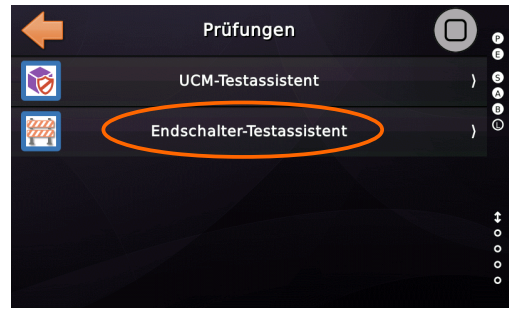 Prüfungen
P
E
UCM-Testassistent
⟩
S
A
B
Endschalter-Testassistent
⟩
L